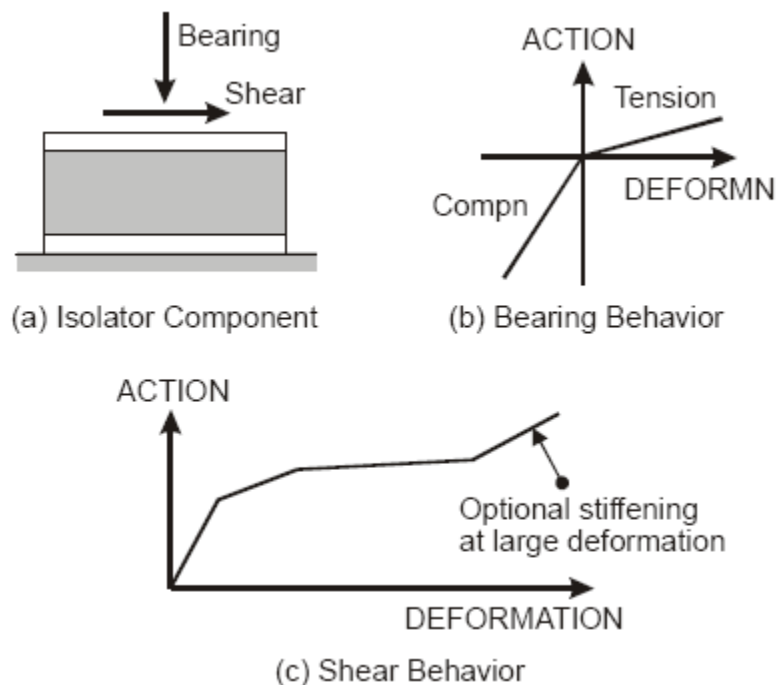 Bearing
Shear
(a) Isolator Component
ACTION
Tension
DEFORMN
Compn
(b) Bearing Behavior
ACTION
Optional stiffening
at large deformation
DEFORMATION
(c) Shear Behavior